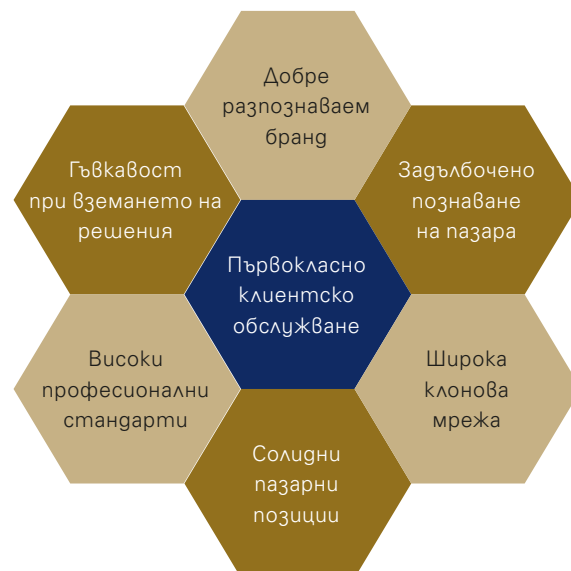 Добре
разпознаваем
бранд
Гъвкавост
при вземането на
решения
Задълбочено
познаване
на пазара
Първокласно
клиентско
обслужване
Високи
професионални
стандарти
Широка
клонова
мрежа
Солидни
пазарни
позиции